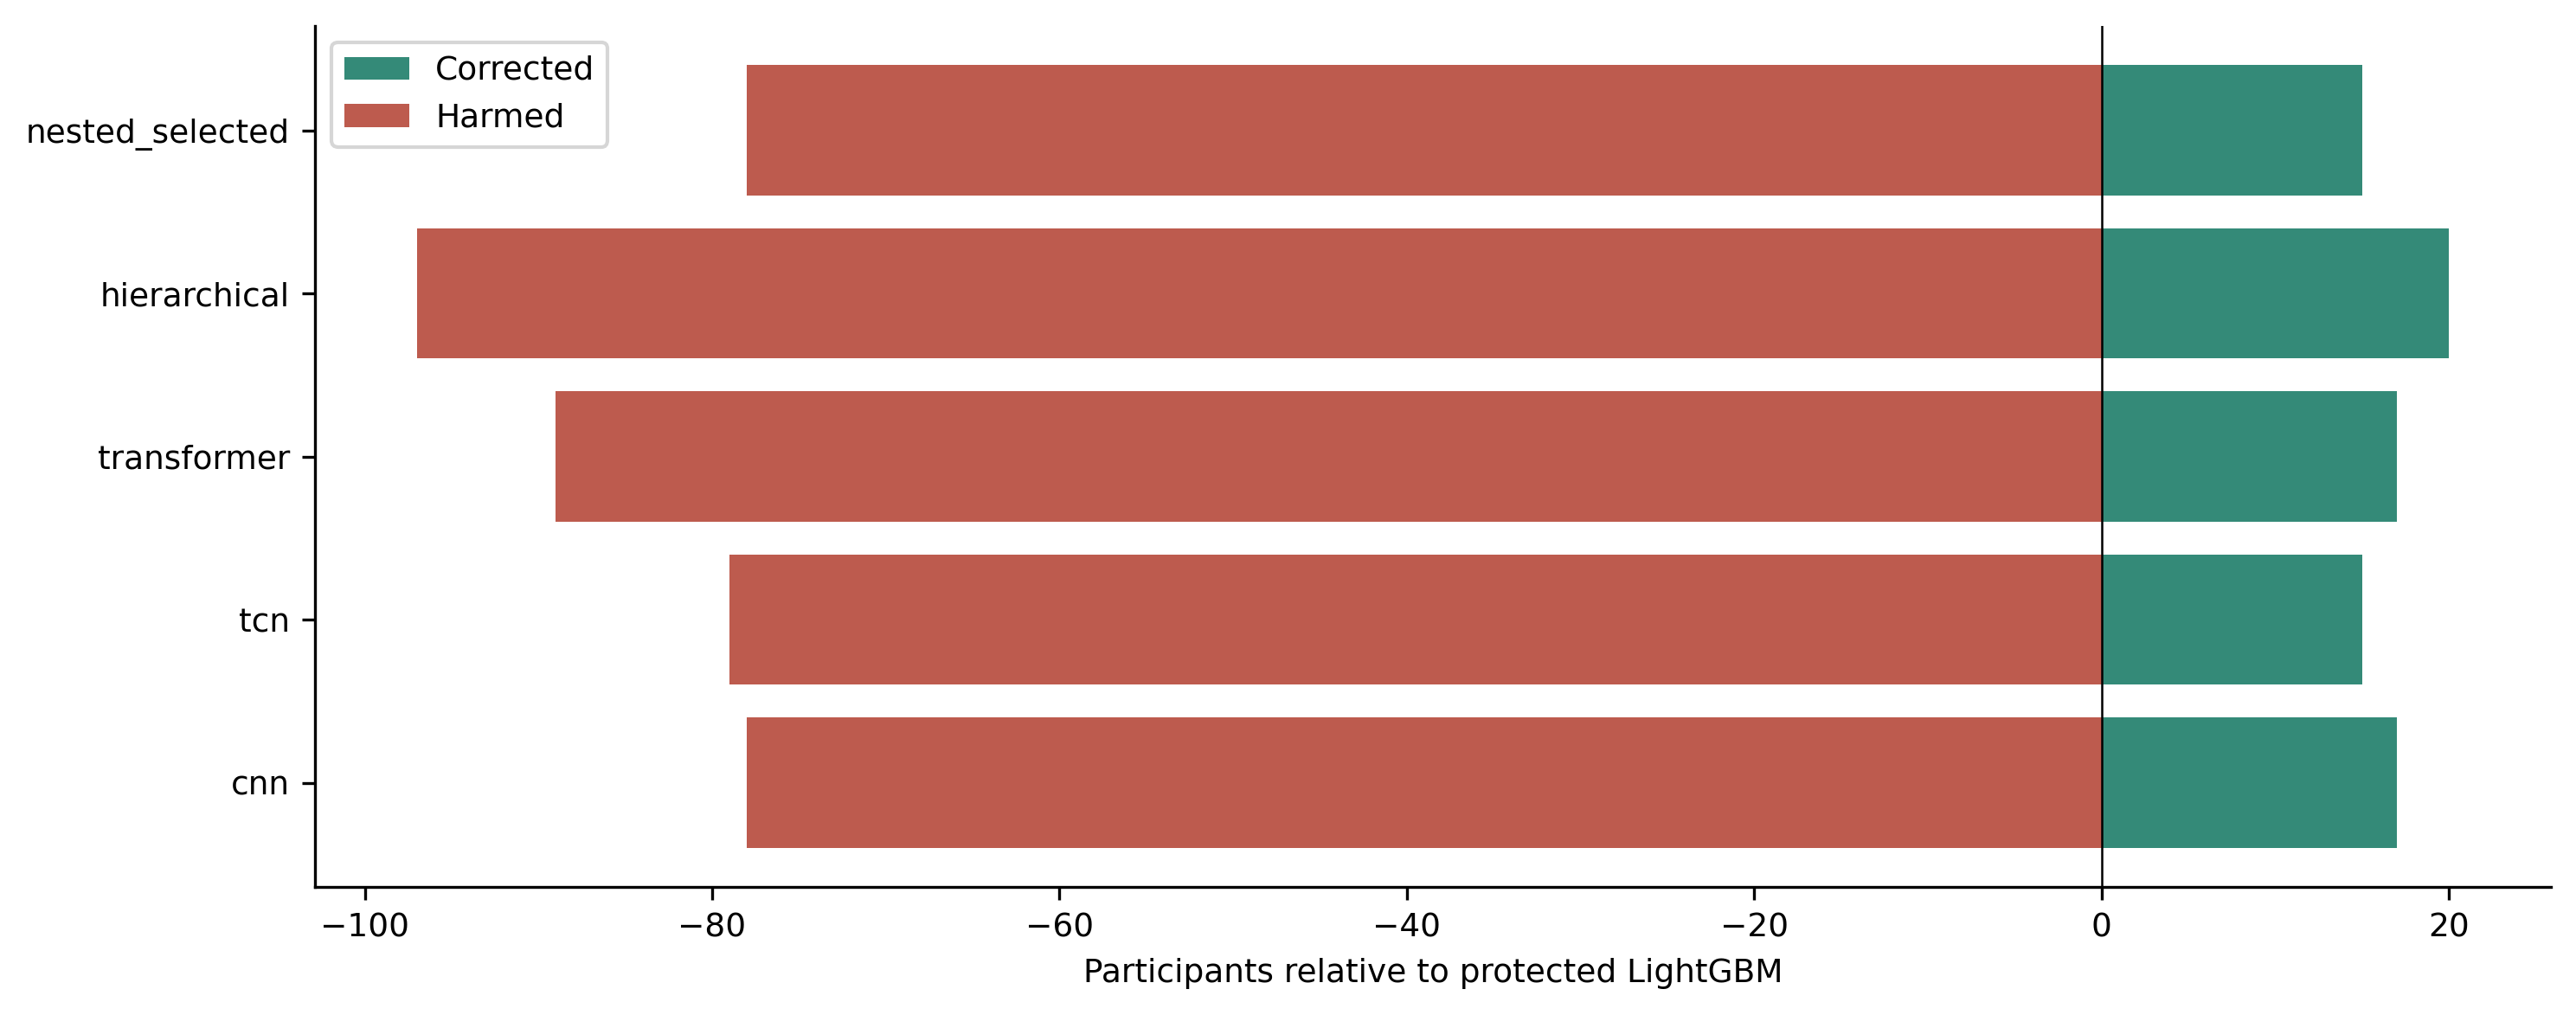 Corrected
Harmed
nested_selected
hierarchical
transformer
tcn
cnn
−100 −80 −60 −40 −20 0 20
Participants relative to protected LightGBM